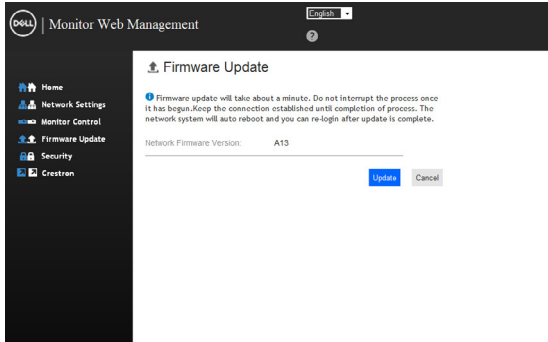 DELL
Monitor Web Management
English
?
Home
Network Settings
Monitor Control
Firmware Update
Security
Crestron
Firmware Update
Firmware update will take about a minute. Do not interrupt the process once
it has begun.Keep the connection established until completion of process. The
network system will auto reboot and you can re-login after update is complete.
Network Firmware Version: A13
Update Cancel